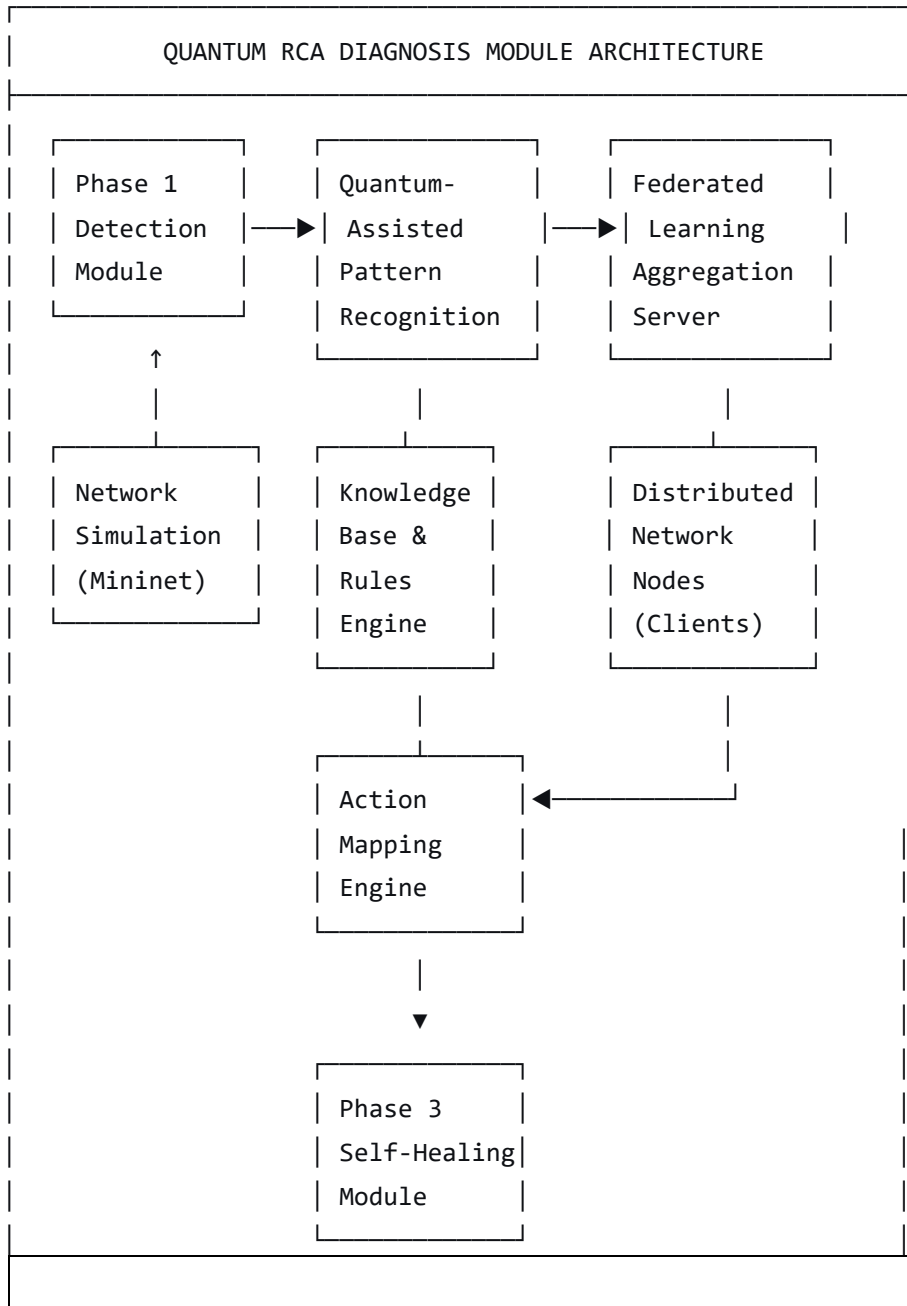 QUANTUM RCA DIAGNOSIS MODULE ARCHITECTURE
Phase 1
Detection
Module
Quantum-
Assisted
Pattern
Recognition
Federated
Learning
Aggregation
Server
Network
Simulation
(Mininet)
Knowledge
Base &
Rules
Engine
Distributed
Network
Nodes
(Clients)
Action
Mapping
Engine
Phase 3
Self-Healing
Module